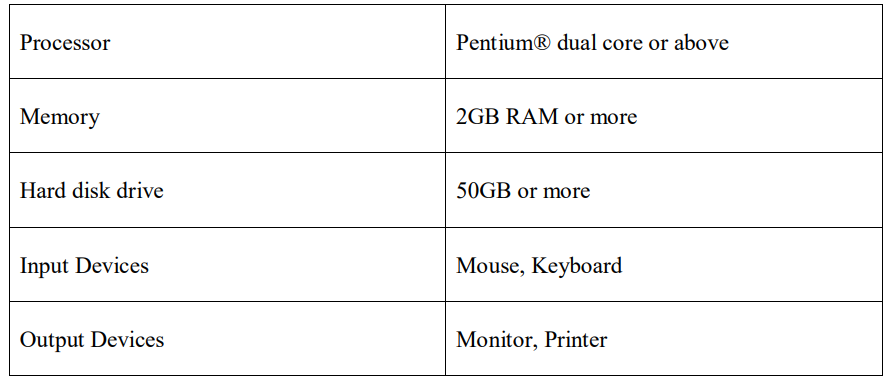 Processor Pentium® dual core or above
Memory 2GB RAM or more
Hard disk drive 50GB or more
Input Devices Mouse, Keyboard
Output Devices Monitor, Printer